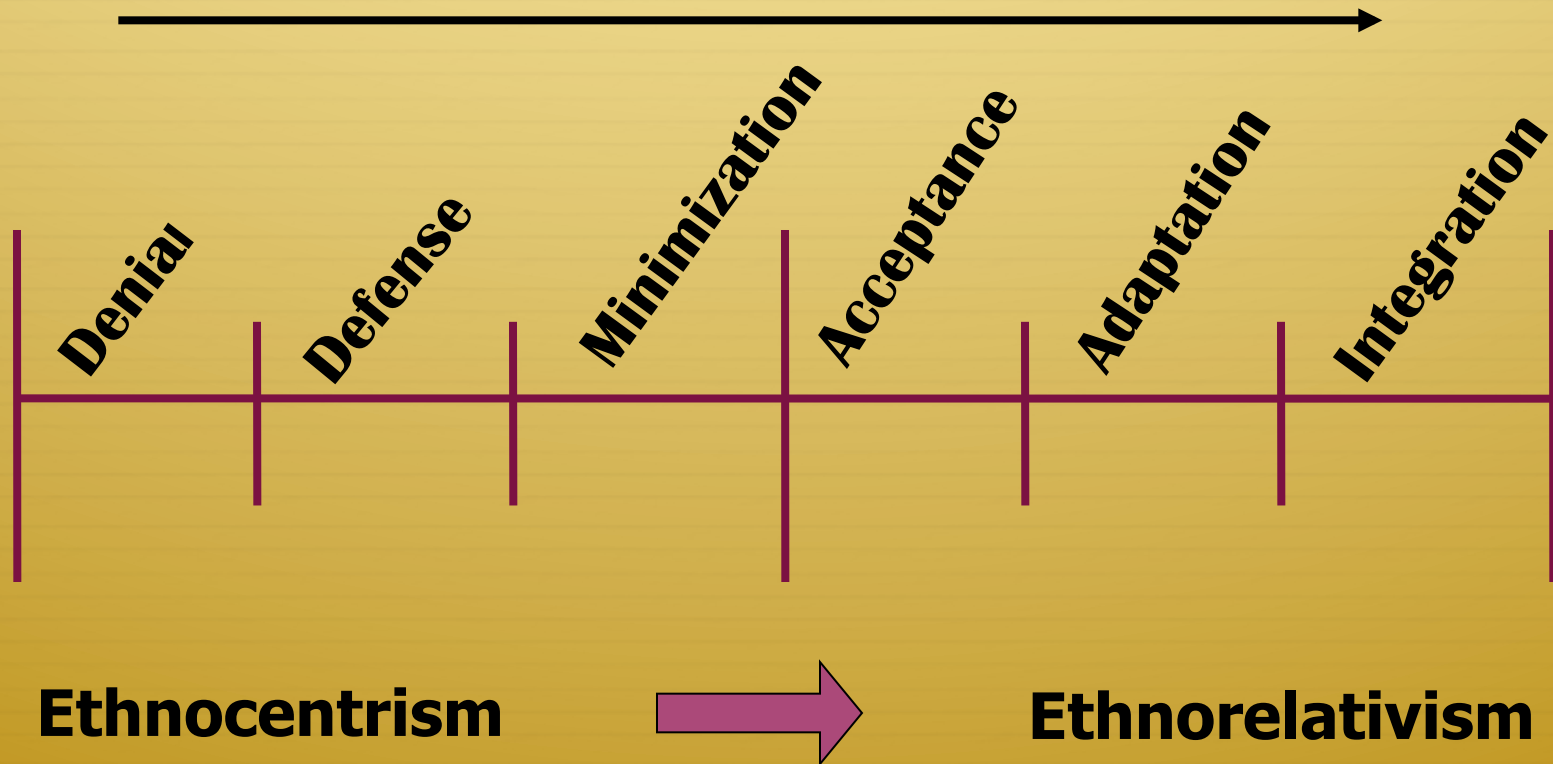 Denial
Defense
Minimization
Acceptance
Adaptation
Integration
Ethnocentrism
Ethnorelativism